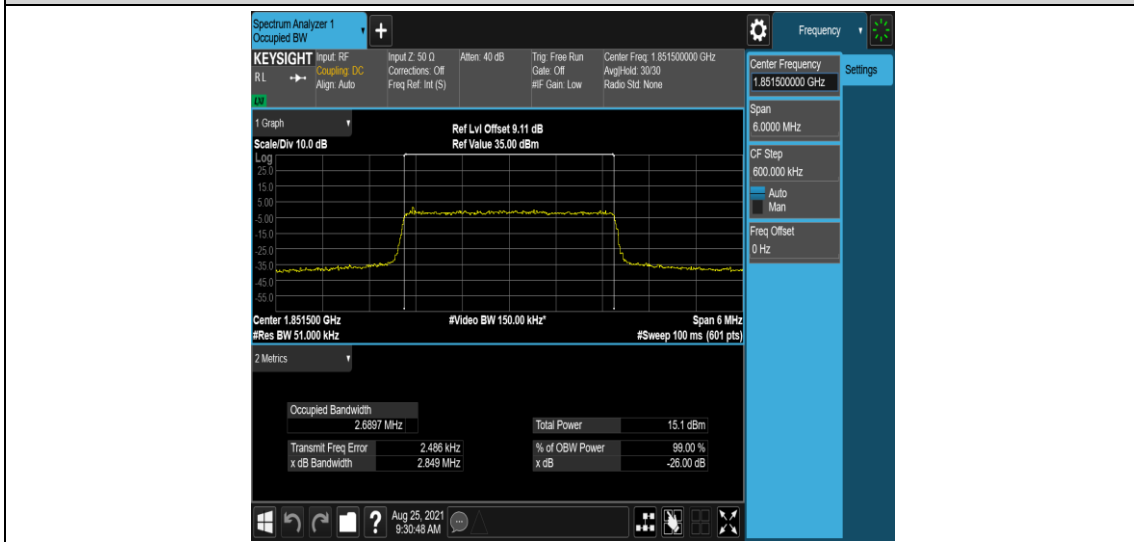 Spectrum Analyzer 1
Occupied BW
+
Frequency
KEYSIGHT
RL
LXI
Input: RF
Coupling: DC
Align: Auto
Input Z: 50 Ω
Corrections: Off
Freq Ref: Int (S)
Atten: 40 dB
Trig: Free Run
Gate: Off
#IF Gain: Low
Center Freq: 1.851500000 GHz
Avg|Hold: 30/30
Radio Std: None
Center Frequency
1.851500000 GHz
Settings
Span
6.0000 MHz
CF Step
600.000 kHz
Auto
Man
Freq Offset
0 Hz
1 Graph
Scale/Div 10.0 dB
Ref Lvl Offset 9.11 dB
Ref Value 35.00 dBm
Log
25.0
15.0
5.00
-5.00
-15.0
-25.0
-35.0
-45.0
-55.0
Center 1.851500 GHz
#Video BW 150.00 kHz*
Span 6 MHz
#Res BW 51.000 kHz
#Sweep 100 ms (601 pts)
2 Metrics
Occupied Bandwidth
2.6897 MHz
Total Power 15.1 dBm
Transmit Freq Error 2.486 kHz
% of OBW Power 99.00 %
x dB Bandwidth 2.849 MHz
x dB -26.00 dB
?
Aug 25, 2021
9:30:48 AM